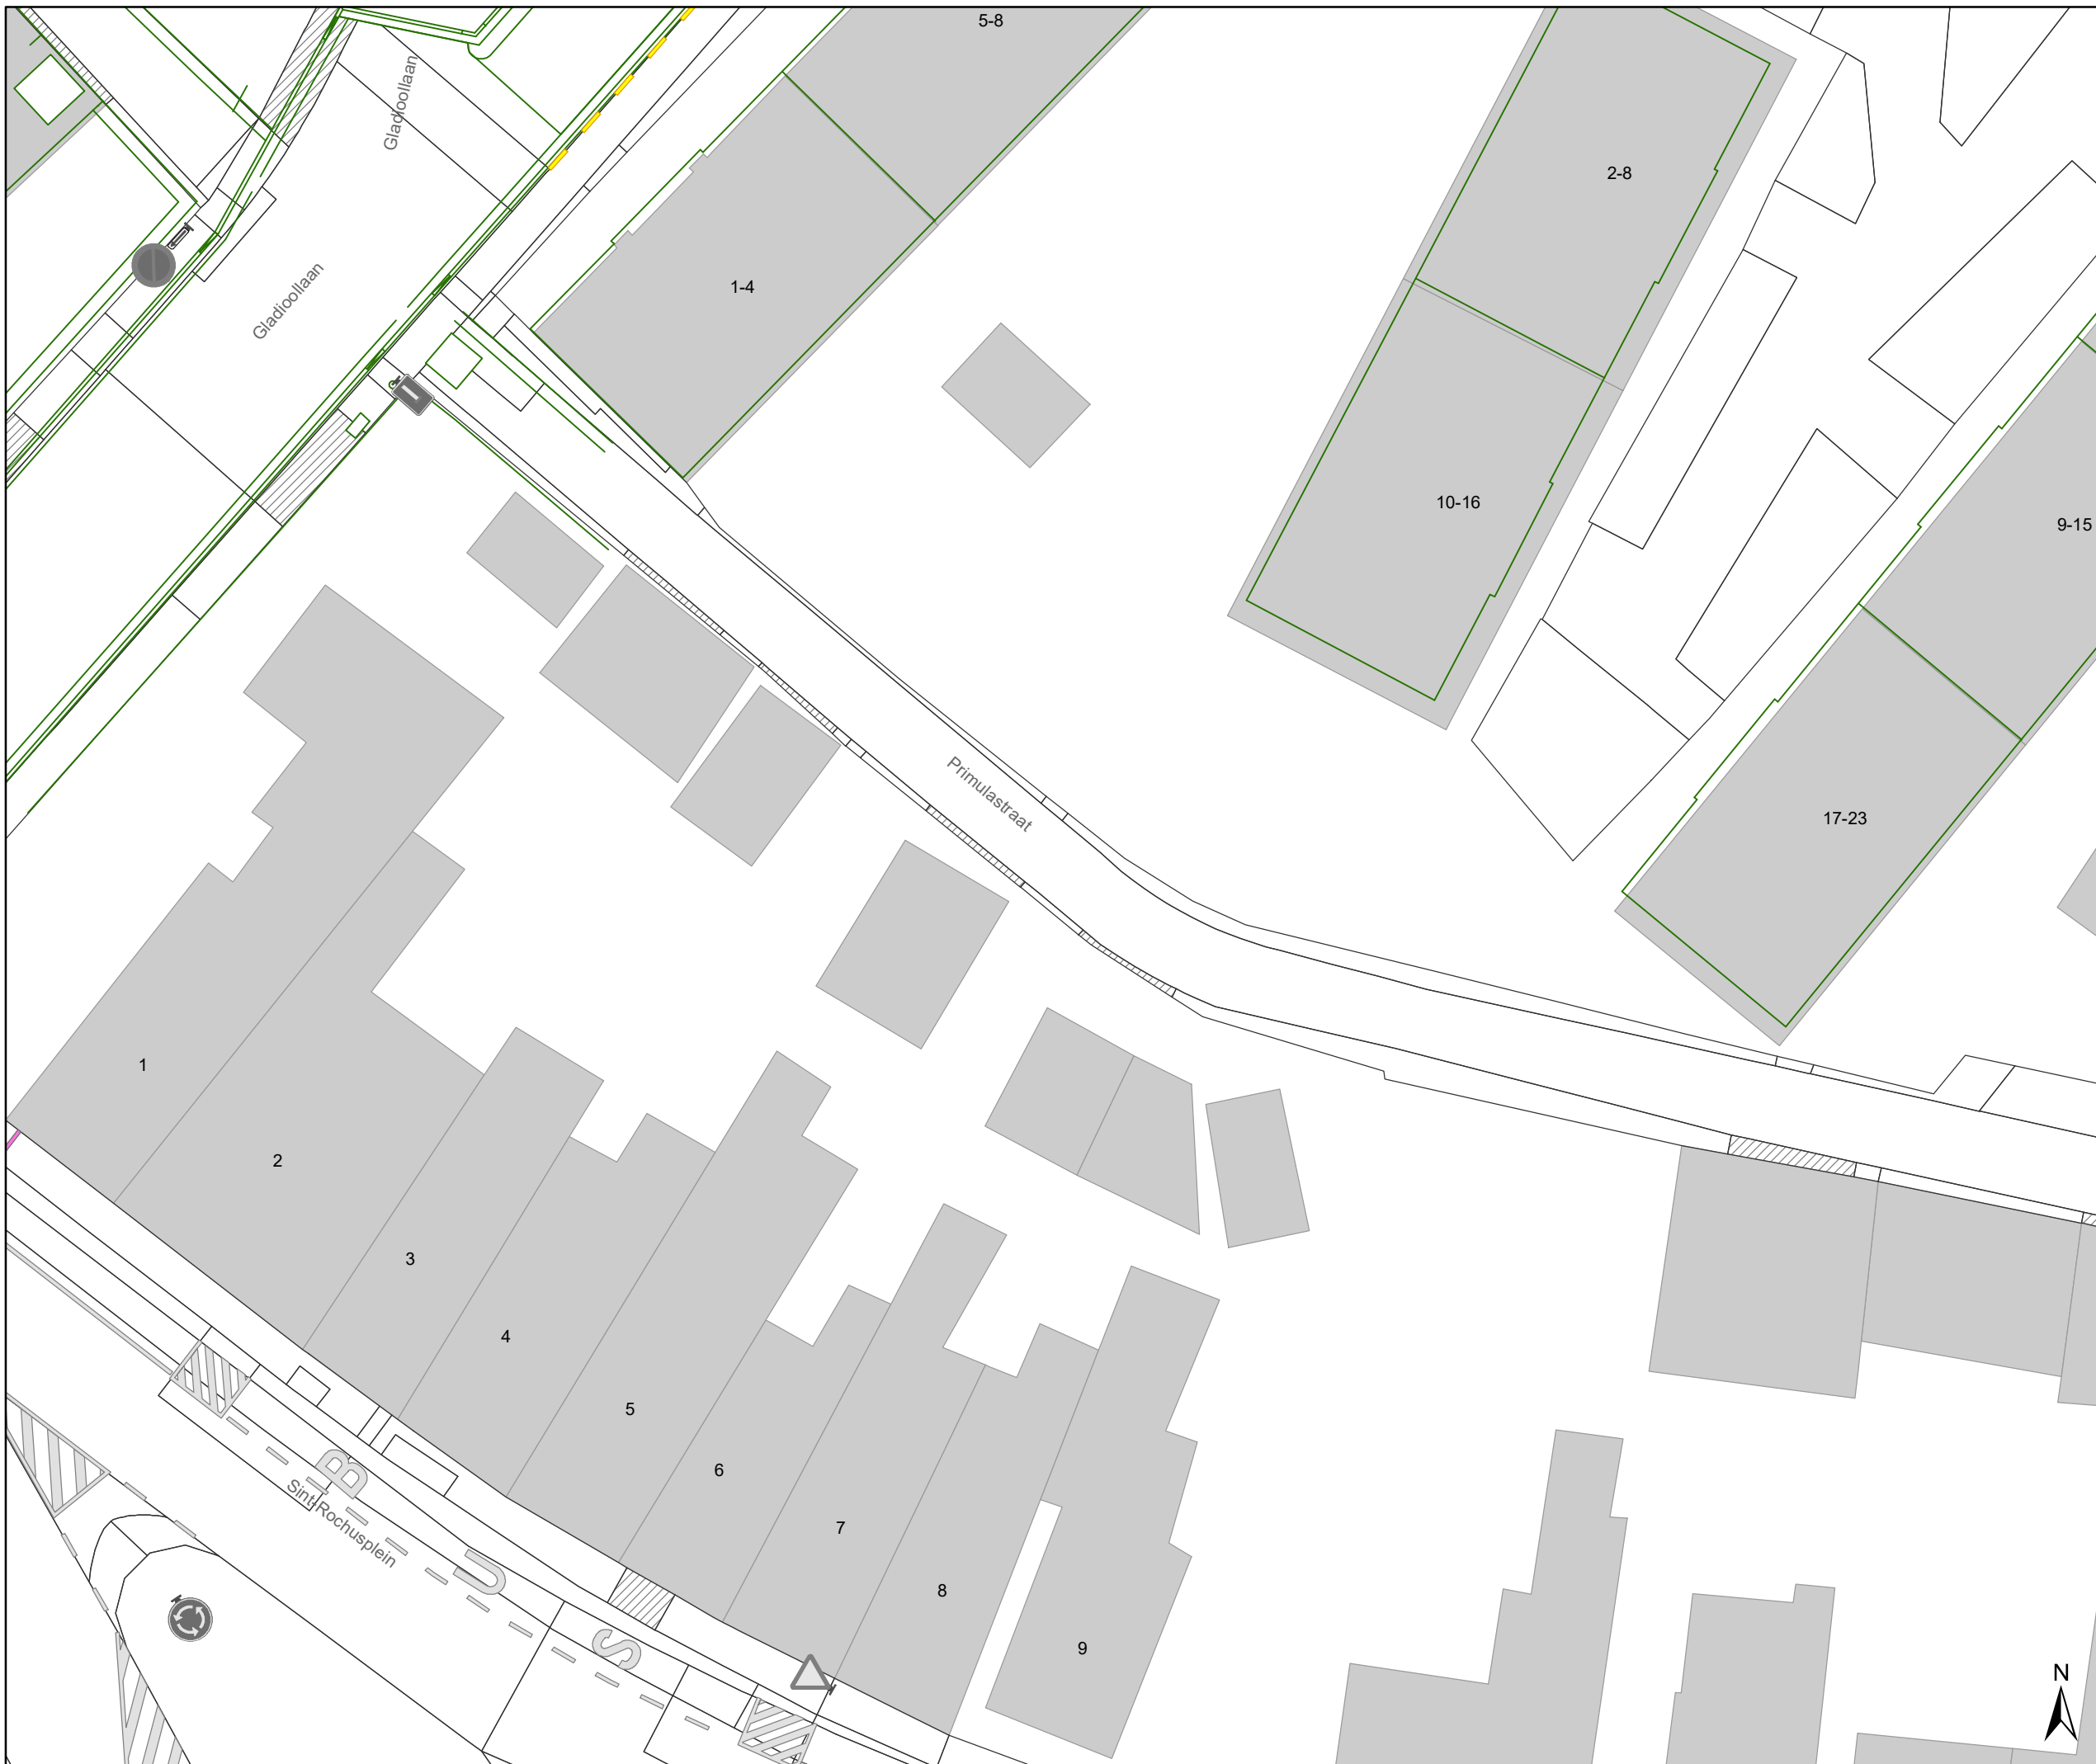 5-8
Gladioollaan
2-8
Gladioollaan
1-4
10-16
9-15
Primulastraat
17-23
1
2
3
4
5
6
7
8
9
B
U
S
Sint-Rochusplein
N